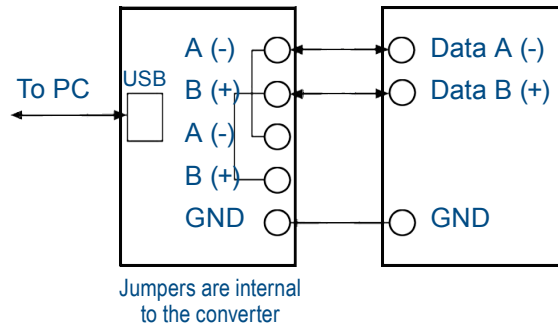 To PC
USB
A (-)
B (+)
A (-)
B (+)
GND
Data A (-)
Data B (+)
GND
Jumpers are internal
to the converter